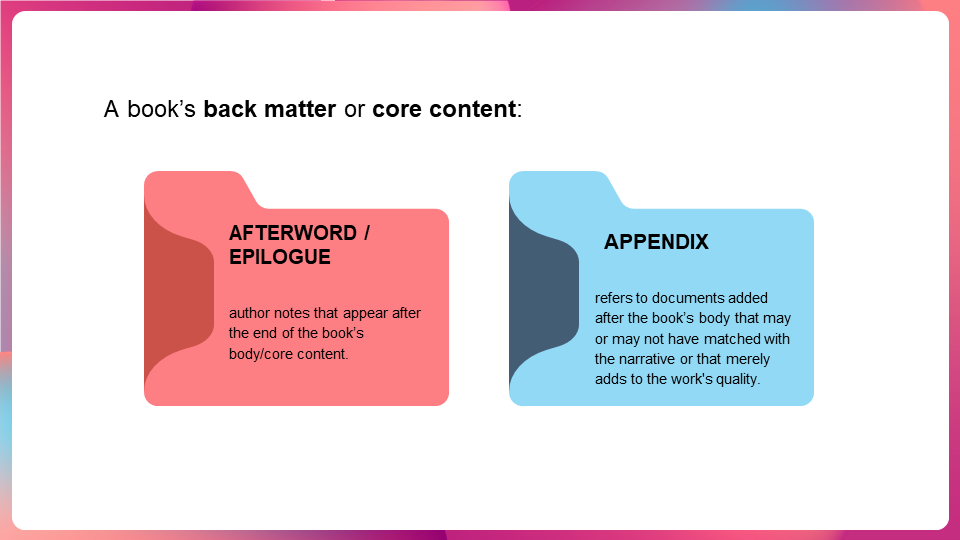 A book’s back matter or core content:
AFTERWORD /
EPILOGUE
author notes that appear after
the end of the book’s
body/core content.
APPENDIX
refers to documents added
after the book’s body that may
or may not have matched with
the narrative or that merely
adds to the work's quality.